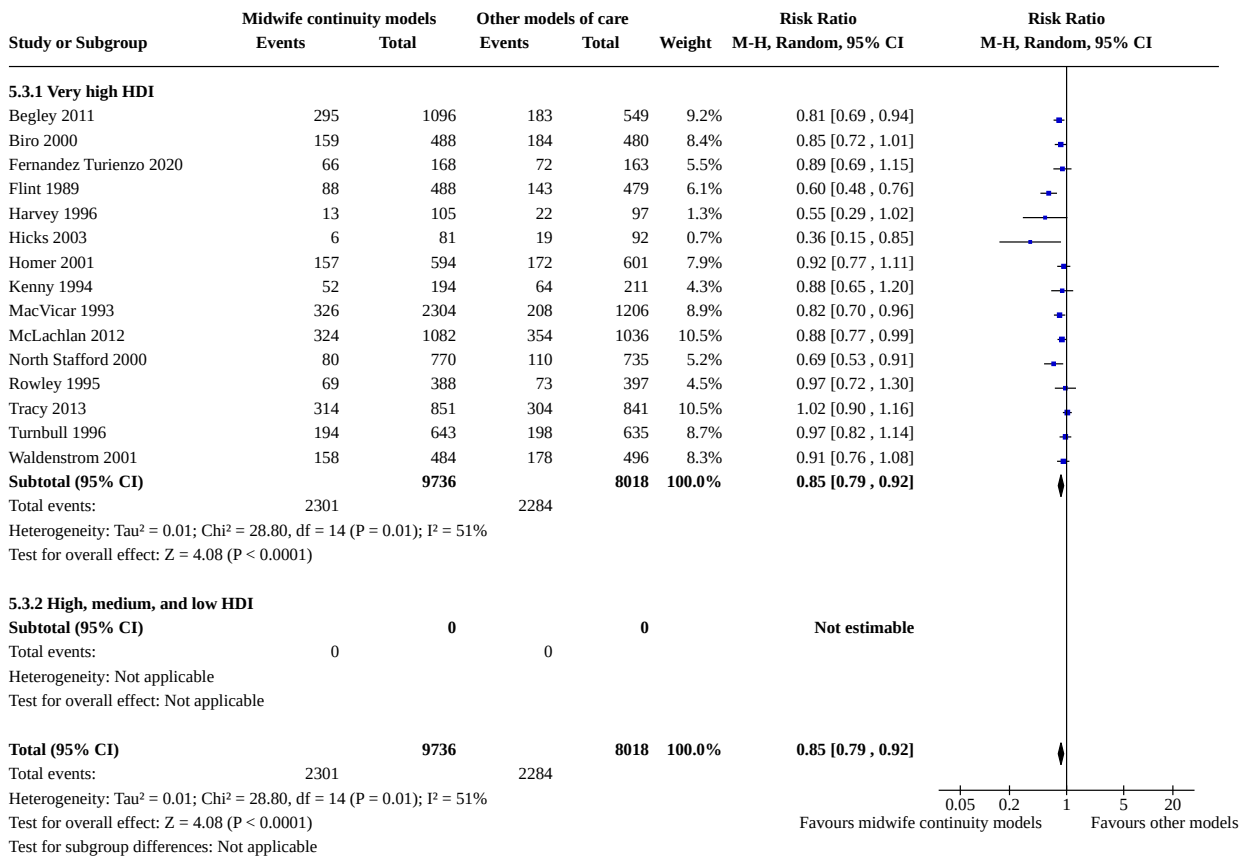 Midwife continuity models Other models of care Risk Ratio Risk Ratio
Study or Subgroup Events Total Events Total Weight M-H, Random, 95% CI M-H, Random, 95% CI
5.3.1 Very high HDI
Begley 2011 295 1096 183 549 9.2% 0.81 [0.69 , 0.94]
Biro 2000 159 488 184 480 8.4% 0.85 [0.72 , 1.01]
Fernandez Turienzo 2020 66 168 72 163 5.5% 0.89 [0.69 , 1.15]
Flint 1989 88 488 143 479 6.1% 0.60 [0.48 , 0.76]
Harvey 1996 13 105 22 97 1.3% 0.55 [0.29 , 1.02]
Hicks 2003 6 81 19 92 0.7% 0.36 [0.15 , 0.85]
Homer 2001 157 594 172 601 7.9% 0.92 [0.77 , 1.11]
Kenny 1994 52 194 64 211 4.3% 0.88 [0.65 , 1.20]
MacVicar 1993 326 2304 208 1206 8.9% 0.82 [0.70 , 0.96]
McLachlan 2012 324 1082 354 1036 10.5% 0.88 [0.77 , 0.99]
North Stafford 2000 80 770 110 735 5.2% 0.69 [0.53 , 0.91]
Rowley 1995 69 388 73 397 4.5% 0.97 [0.72 , 1.30]
Tracy 2013 314 851 304 841 10.5% 1.02 [0.90 , 1.16]
Turnbull 1996 194 643 198 635 8.7% 0.97 [0.82 , 1.14]
Waldenstrom 2001 158 484 178 496 8.3% 0.91 [0.76 , 1.08]
Subtotal (95% CI) 9736 8018 100.0% 0.85 [0.79 , 0.92]
Total events: 2301 2284
Heterogeneity: Tau² = 0.01; Chi² = 28.80, df = 14 (P = 0.01); I² = 51%
Test for overall effect: Z = 4.08 (P < 0.0001)
5.3.2 High, medium, and low HDI
Subtotal (95% CI) 0 0 Not estimable
Total events: 0 0
Heterogeneity: Not applicable
Test for overall effect: Not applicable
Total (95% CI) 9736 8018 100.0% 0.85 [0.79 , 0.92]
Total events: 2301 2284
Heterogeneity: Tau² = 0.01; Chi² = 28.80, df = 14 (P = 0.01); I² = 51%
0.05 0.2 1 5 20
Test for overall effect: Z = 4.08 (P < 0.0001) Favours midwife continuity models Favours other models
Test for subgroup differences: Not applicable